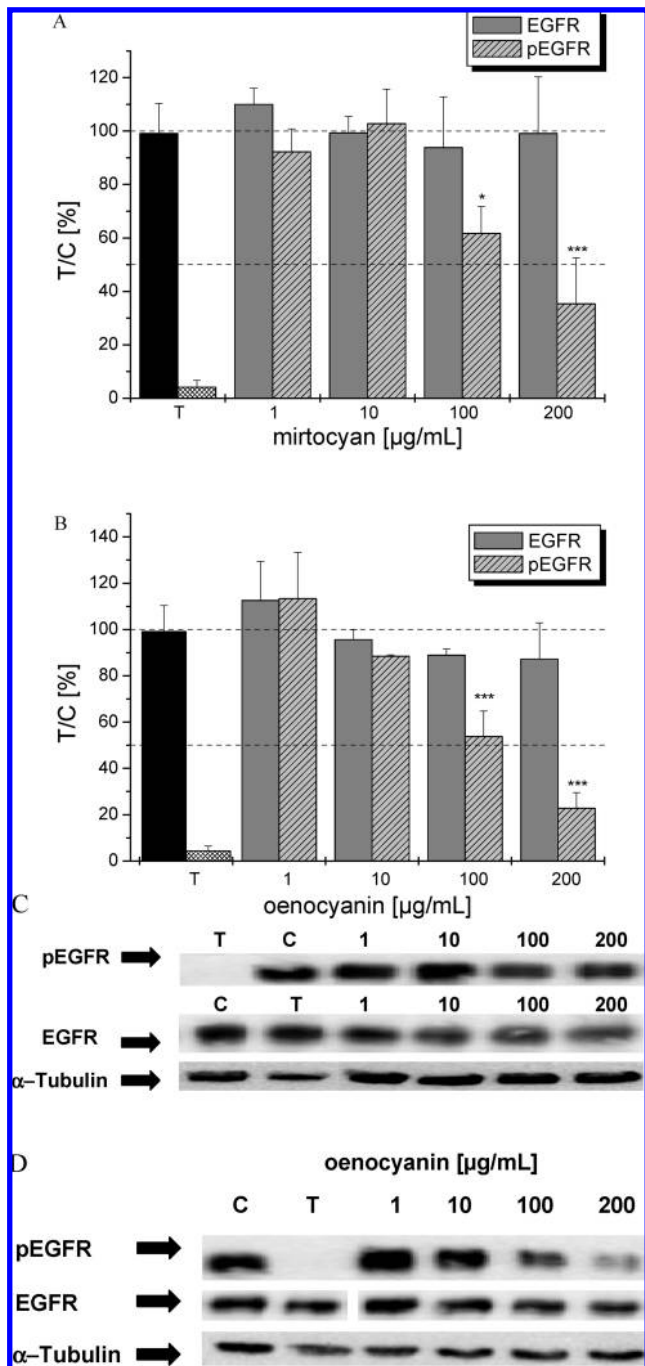 A
EGFR
pEGFR
120
100
80
60
40
20
0
T/C [%]
*
***
T 1 10 100 200
mirtocyan [µg/mL]
B
EGFR
pEGFR
140
120
100
80
60
40
20
0
T/C [%]
***
***
T 1 10 100 200
oenocyanin [µg/mL]
C
T C 1 10 100 200
pEGFR
C T 1 10 100 200
EGFR
α–Tubulin
D
oenocyanin [µg/mL]
C T 1 10 100 200
pEGFR
EGFR
α–Tubulin